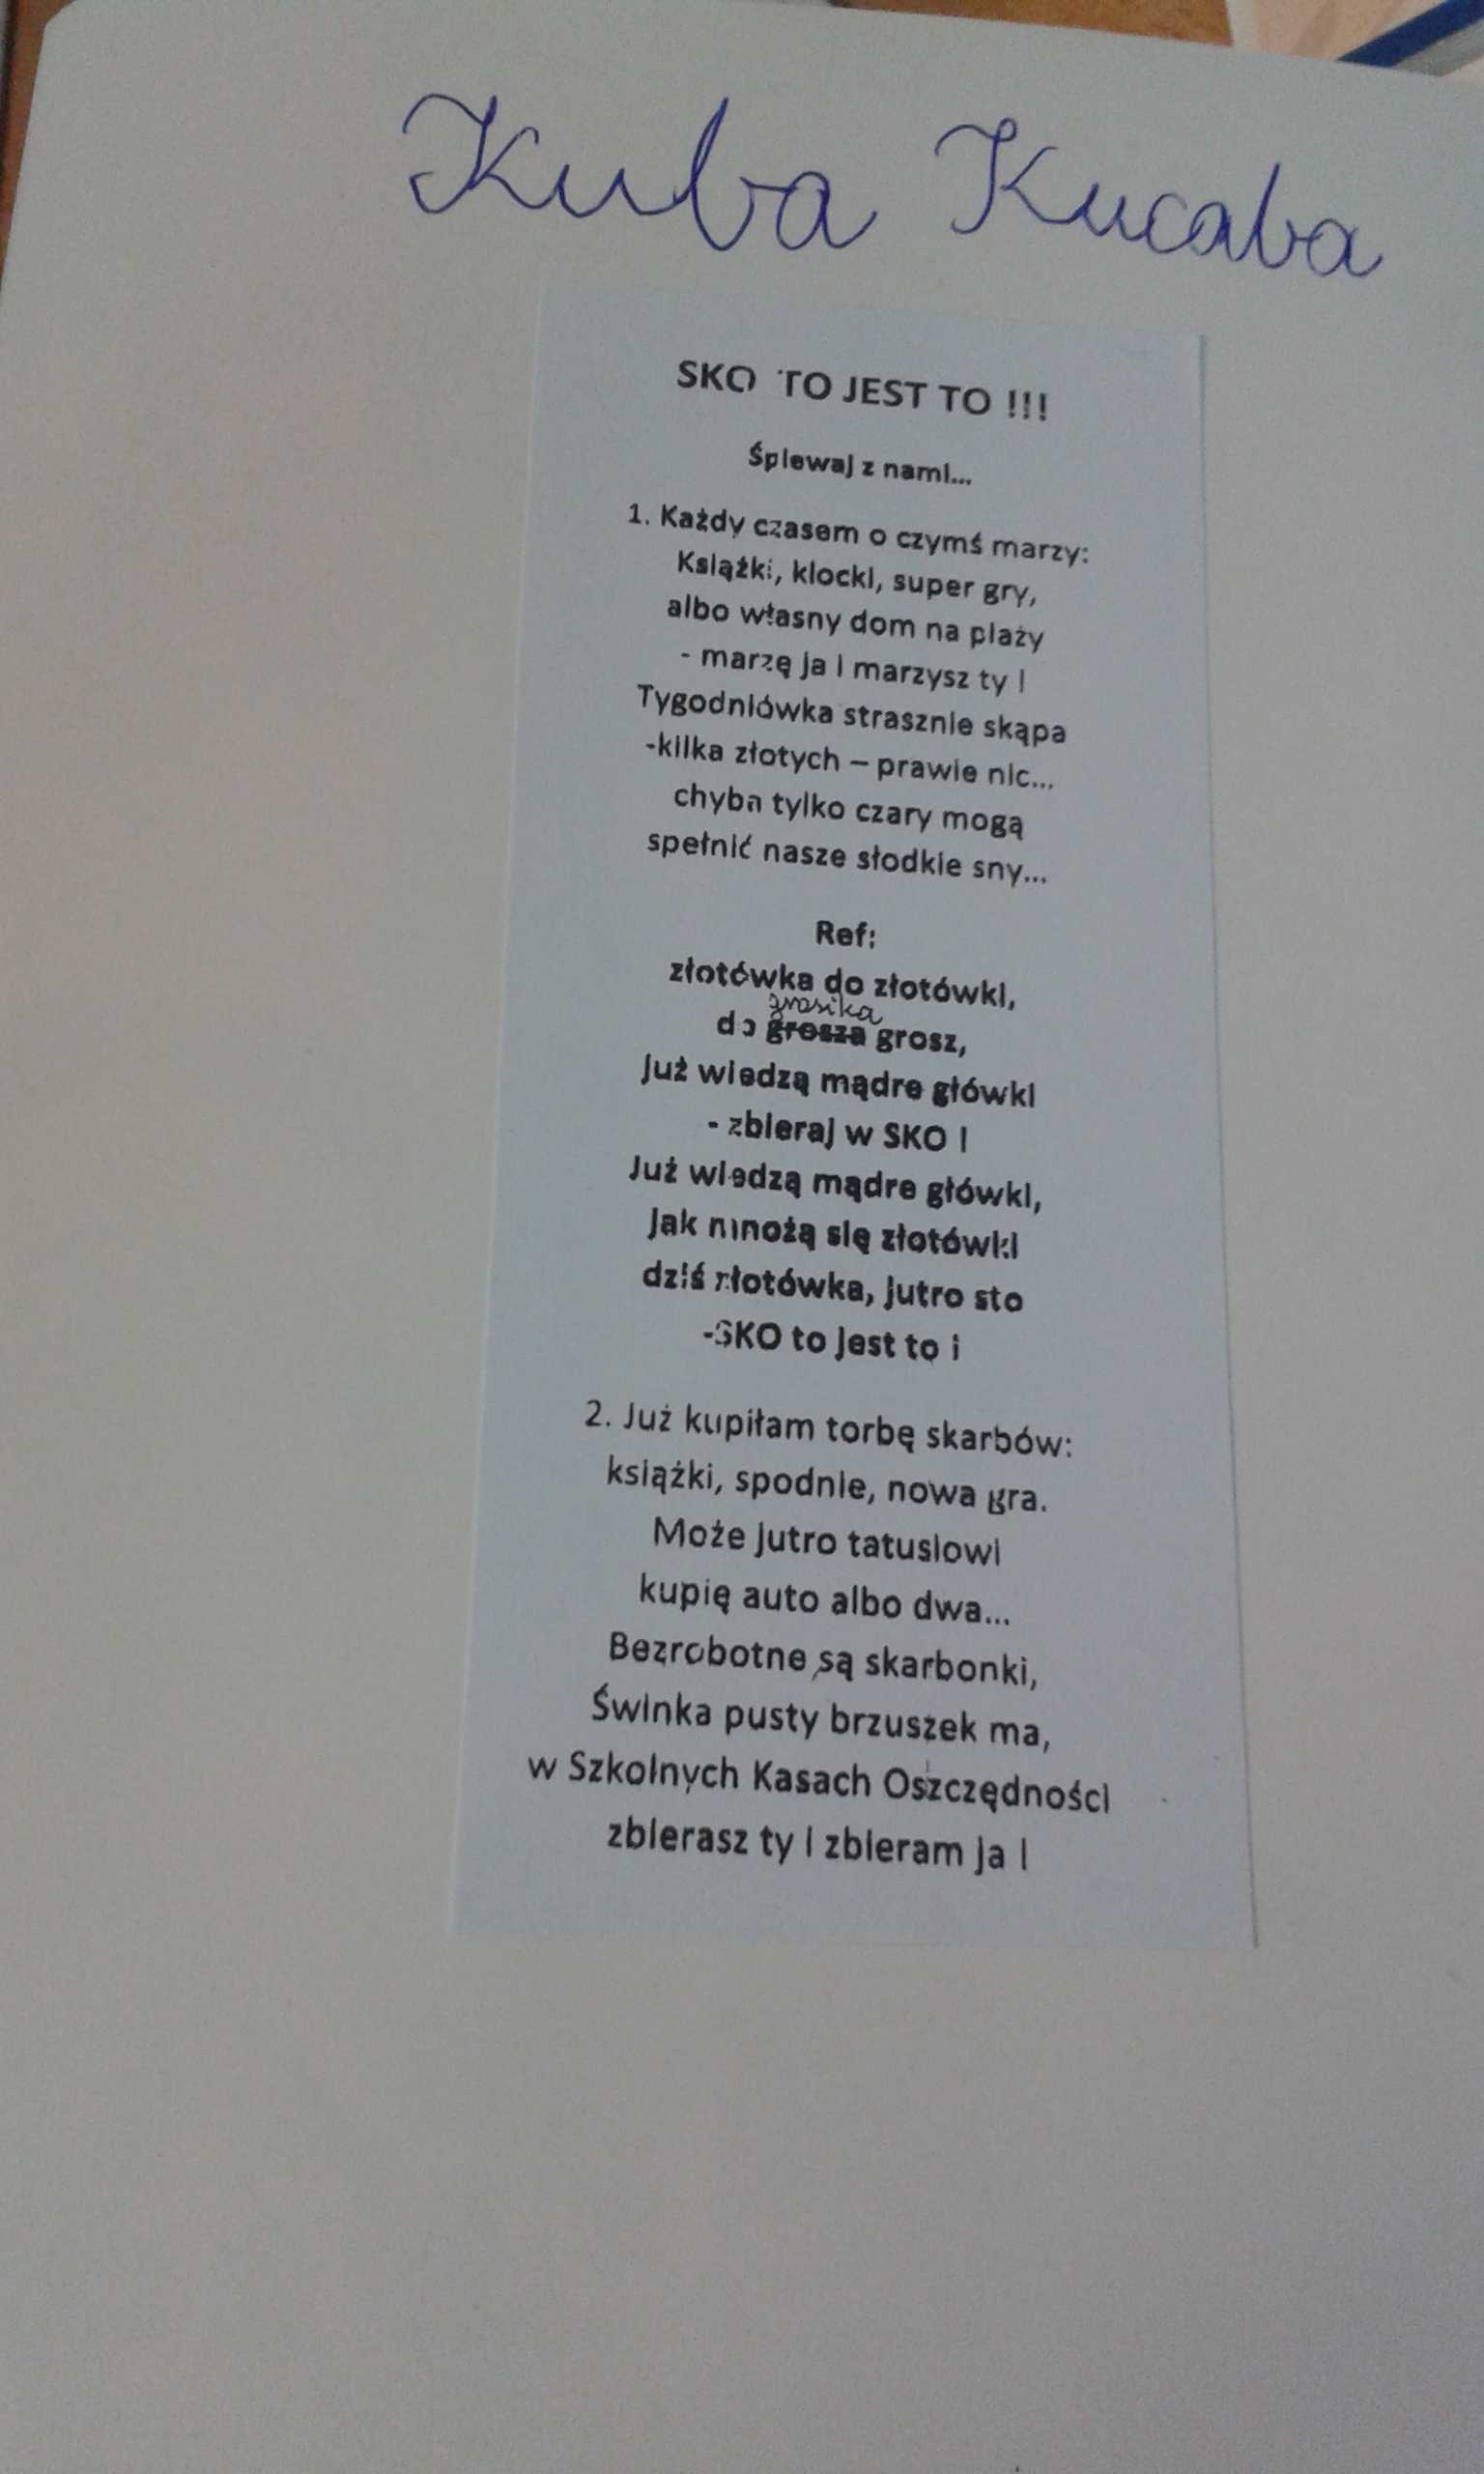 Kuba Kucaba
SKO TO JEST TO !!!
Śpiewaj z nami...
1. Każdy czasem o czymś marzy:
Książki, klocki, super gry,
albo własny dom na plaży
- marzę ja i marzysz ty !
Tygodniówka strasznie skąpa
-kilka złotych – prawie nic...
chyba tylko czary mogą
spełnić nasze słodkie sny...
Ref:
złotówka do złotówki,
grosika
do grosza grosz,
Już wiedzą mądre główki
- zbieraj w SKO !
Już wiedzą mądre główki,
Jak mnożą się złotówki
dziś złotówka, jutro sto
-SKO to jest to !
2. Już kupiłam torbę skarbów:
książki, spodnie, nowa gra.
Może jutro tatusiowi
kupię auto albo dwa...
Bezrobotne są skarbonki,
Świnka pusty brzuszek ma,
w Szkolnych Kasach Oszczędności
zbierasz ty i zbieram ja !